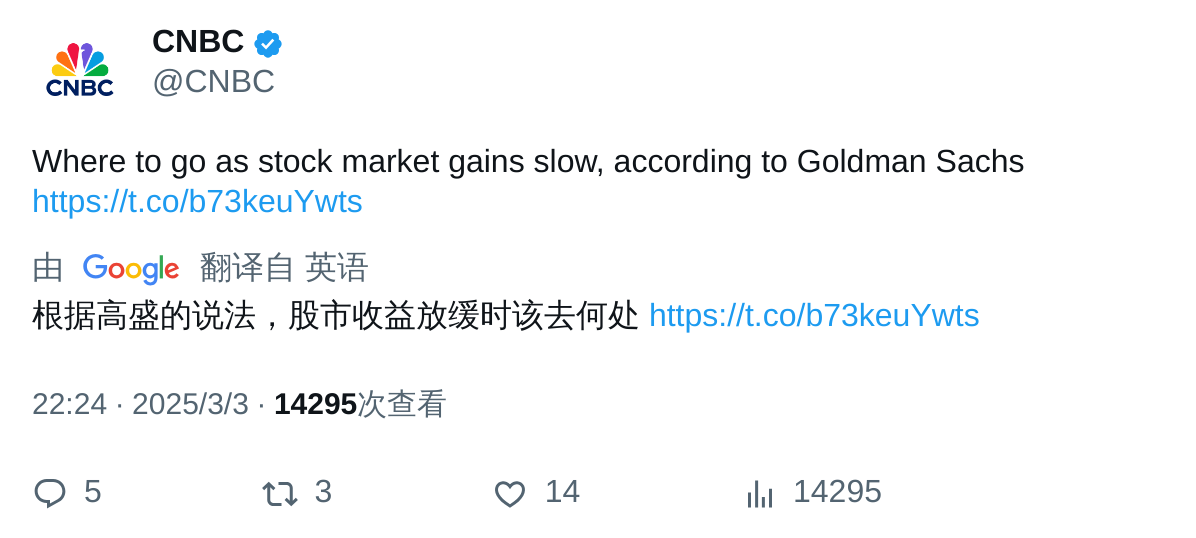 CNBC
@CNBC
CNBC
Where to go as stock market gains slow, according to Goldman Sachs
https://t.co/b73keuYwts
由 Google 翻译自 英语
根据高盛的说法，股市收益放缓时该去何处 https://t.co/b73keuYwts
22:24 · 2025/3/3 · 14295次查看
5 3 14 14295